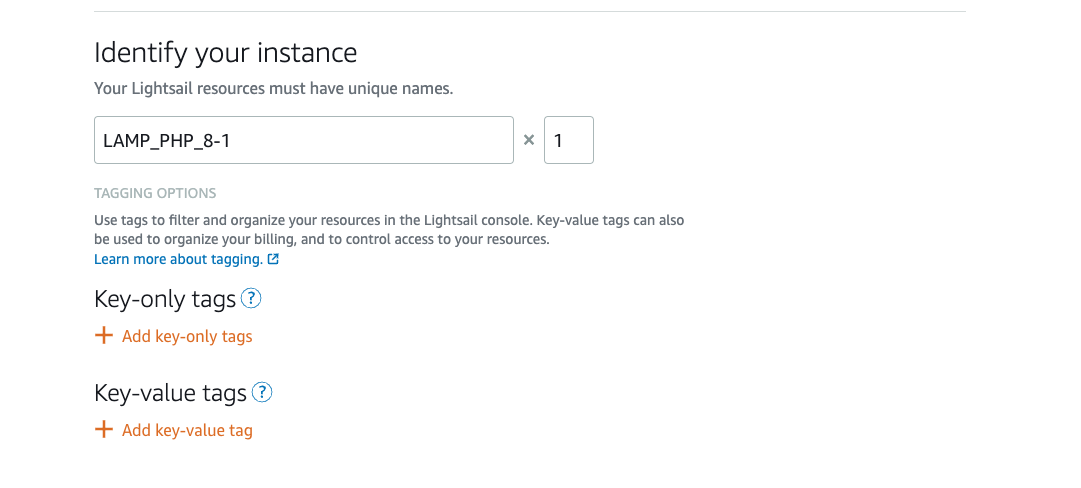 Identify your instance
Your Lightsail resources must have unique names.
LAMP_PHP_8-1 × 1
TAGGING OPTIONS
Use tags to filter and organize your resources in the Lightsail console. Key-value tags can also
be used to organize your billing, and to control access to your resources.
Learn more about tagging.
Key-only tags ?
+ Add key-only tags
Key-value tags ?
+ Add key-value tag